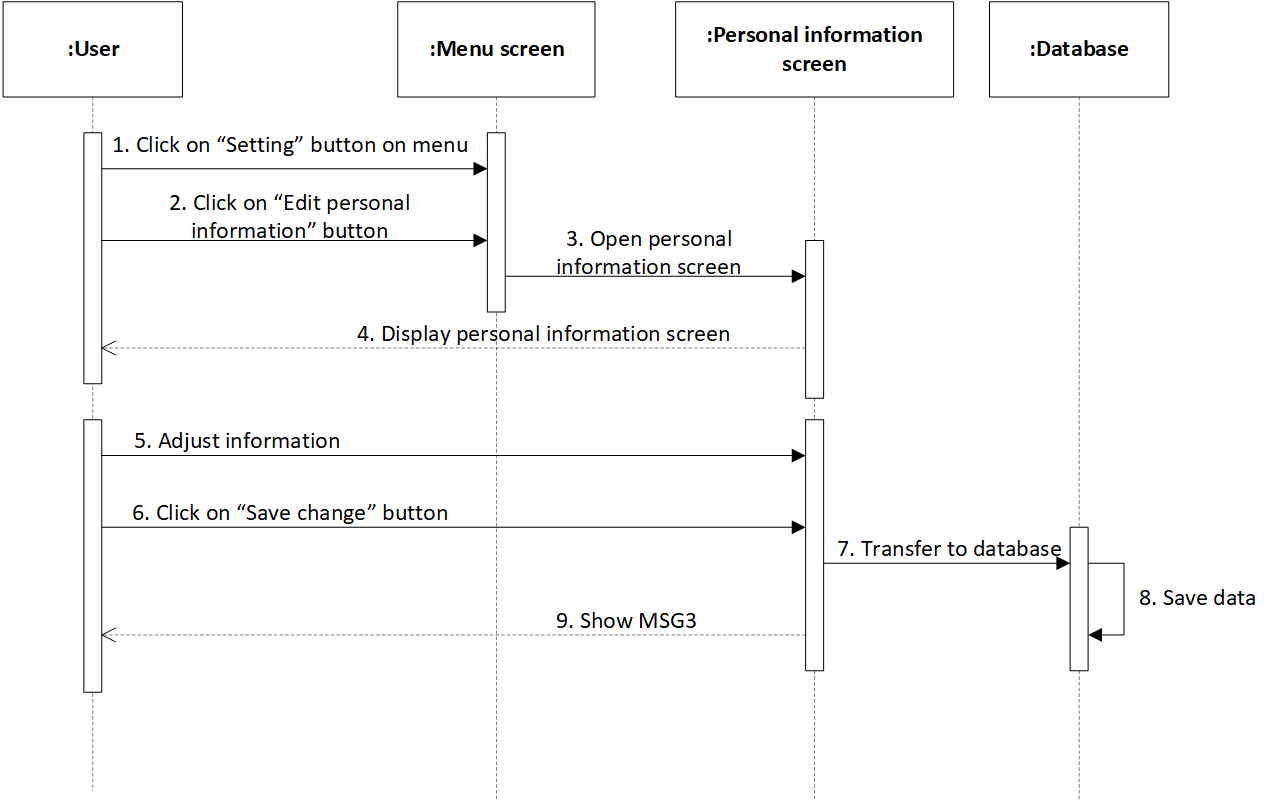 :User
:Menu screen
:Personal information
screen
:Database
1. Click on “Setting” button on menu
2. Click on “Edit personal
information” button
3. Open personal
information screen
4. Display personal information screen
5. Adjust information
6. Click on “Save change” button
7. Transfer to database
8. Save data
9. Show MSG3